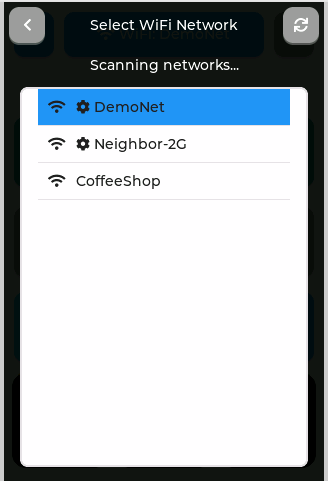 Select WiFi Network
Scanning networks...
DemoNet
Neighbor-2G
CoffeeShop